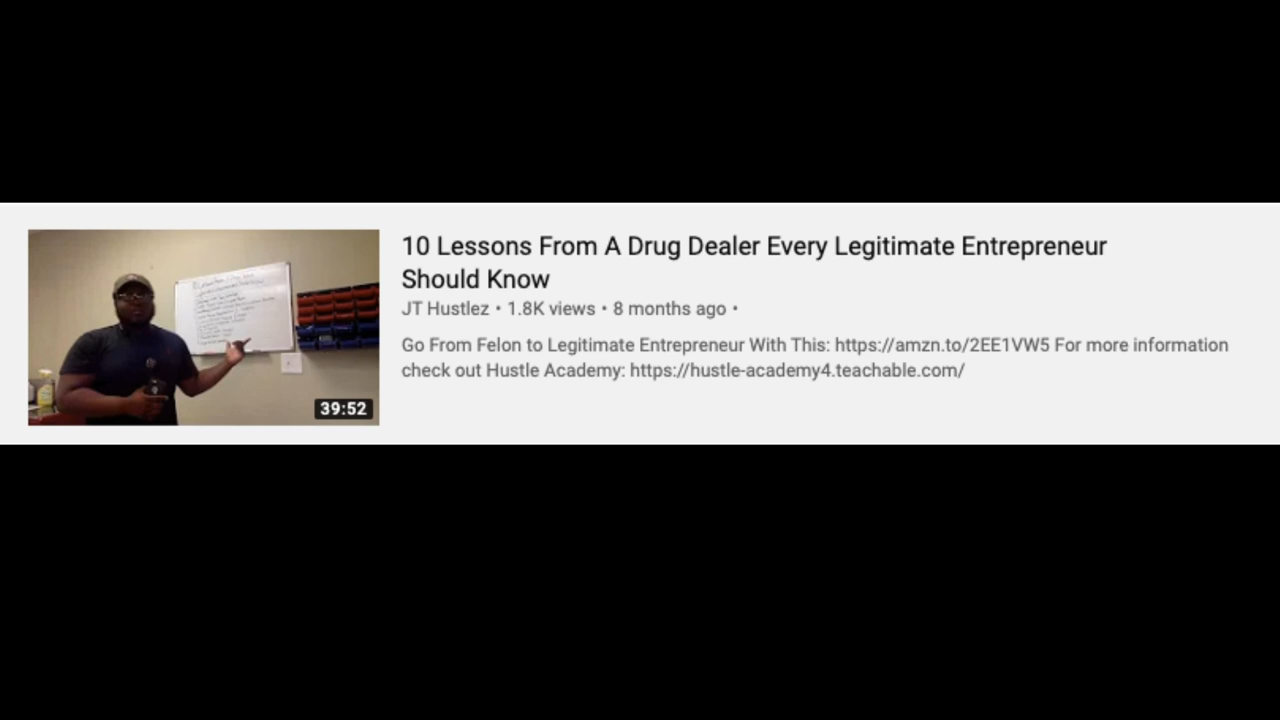 10 Lessons From A Drug Dealer Every Legitimate Entrepreneur
Should Know
JT Hustlez • 1.8K views • 8 months ago •
Go From Felon to Legitimate Entrepreneur With This: https://amzn.to/2EE1VW5 For more information
check out Hustle Academy: https://hustle-academy4.teachable.com/
39:52